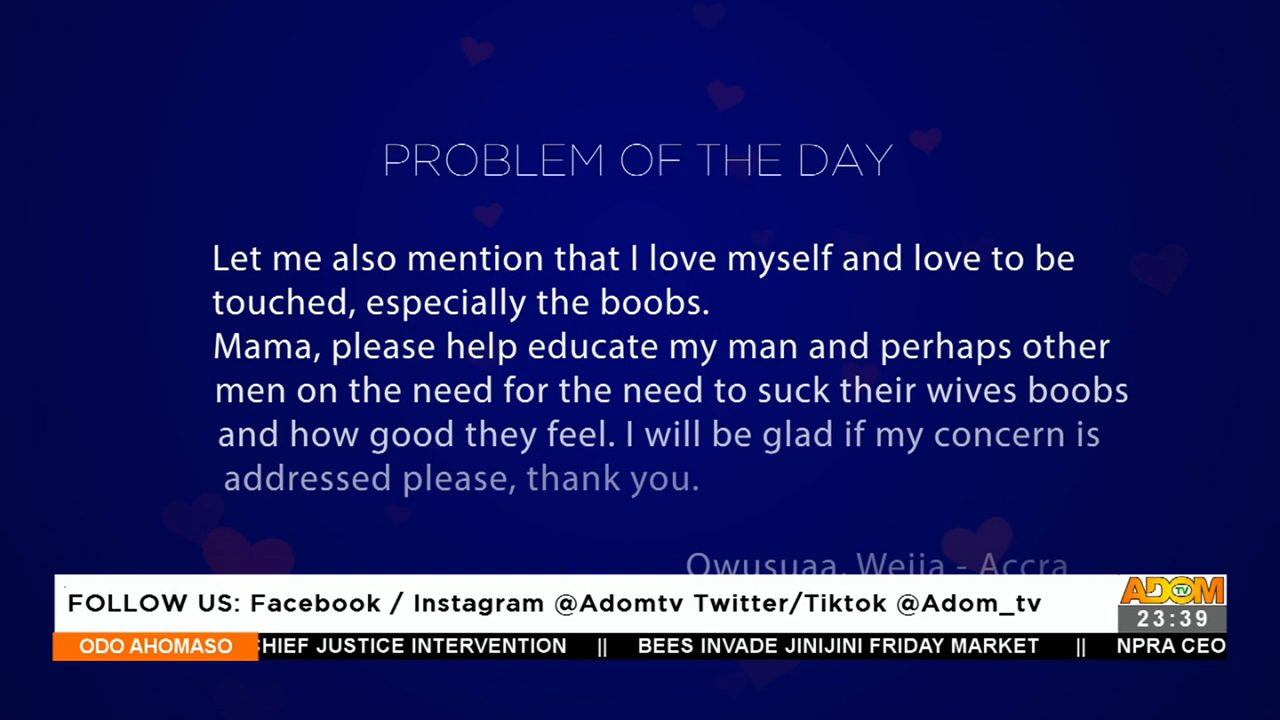 PROBLEM OF THE DAY
Let me also mention that I love myself and love to be
touched, especially the boobs.
Mama, please help educate my man and perhaps other
men on the need for the need to suck their wives boobs
and how good they feel. I will be glad if my concern is
addressed please, thank you.
Owusuaa, Weija - Accra
FOLLOW US: Facebook / Instagram @Adomtv Twitter/Tiktok @Adom_tv
ADOM TV
23:39
ODO AHOMASO CHIEF JUSTICE INTERVENTION || BEES INVADE JINIJINI FRIDAY MARKET || NPRA CEO